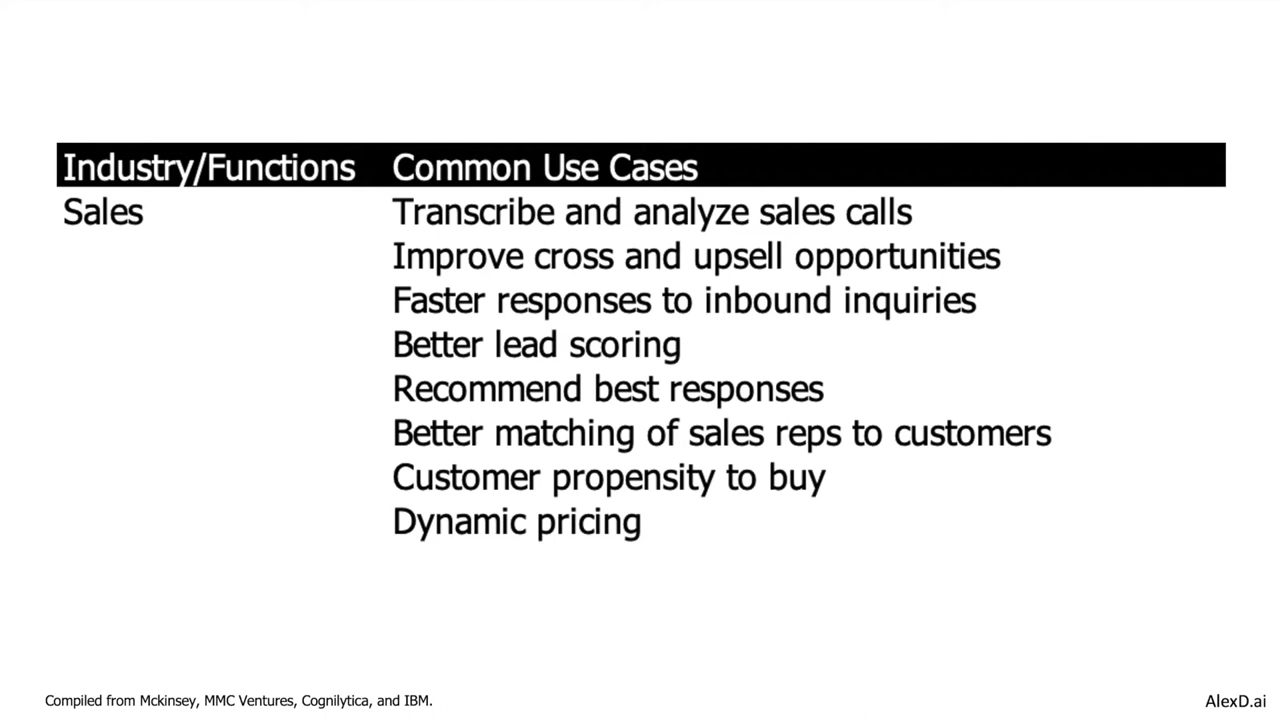 Industry/Functions Common Use Cases
Sales Transcribe and analyze sales calls
Improve cross and upsell opportunities
Faster responses to inbound inquiries
Better lead scoring
Recommend best responses
Better matching of sales reps to customers
Customer propensity to buy
Dynamic pricing
Compiled from Mckinsey, MMC Ventures, Cognilytica, and IBM.
AlexD.ai